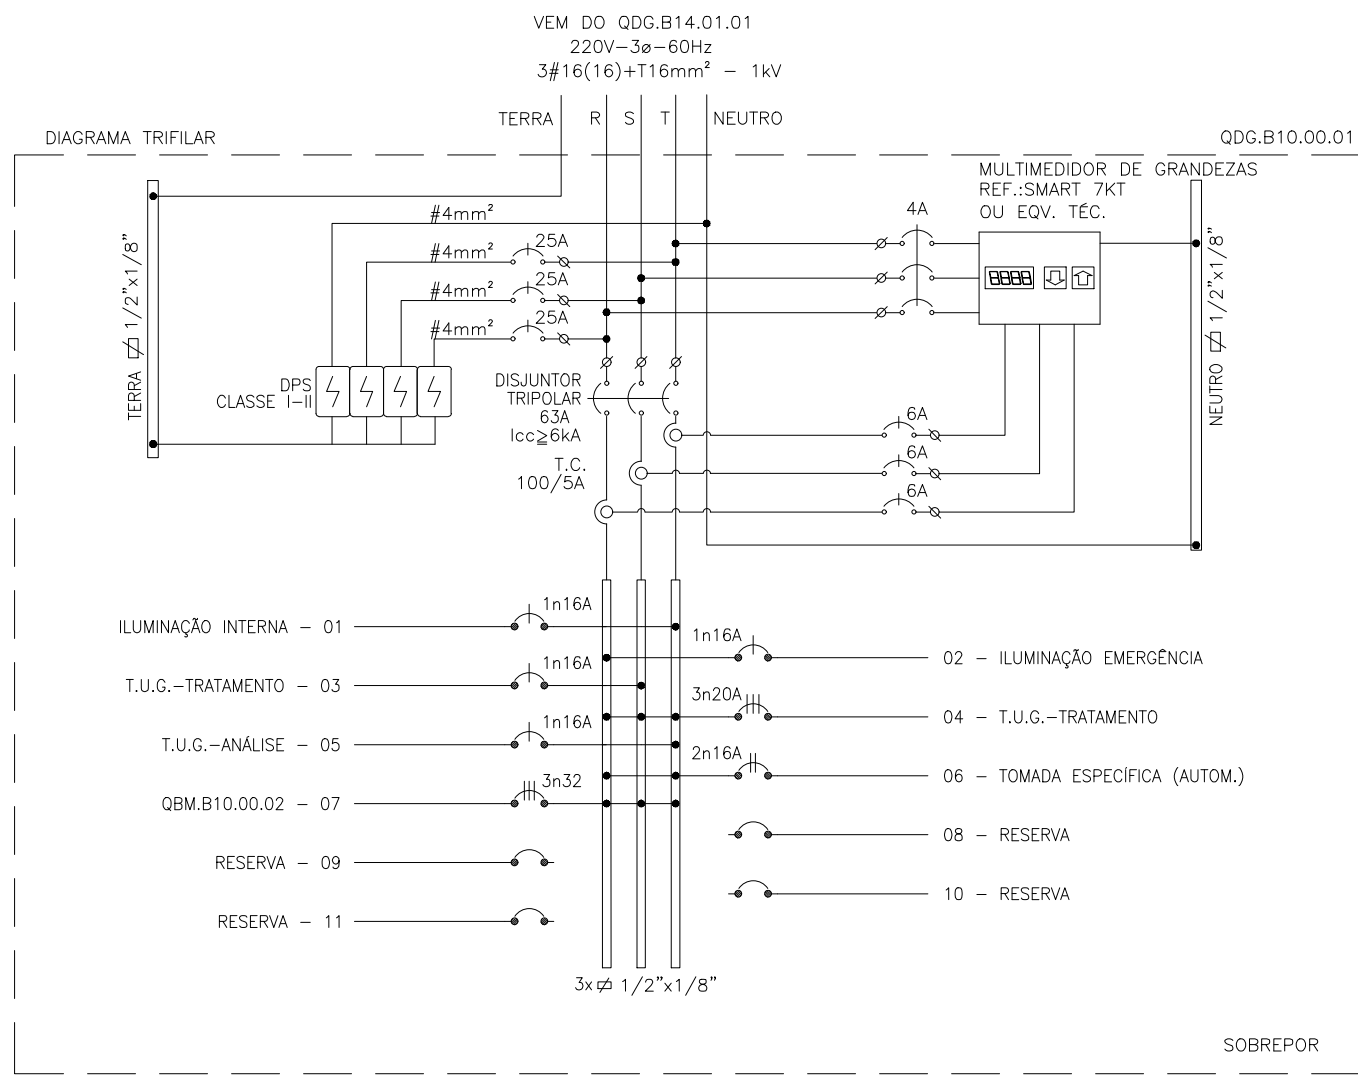 VEM DO QDG.B14.01.01
220V-3ø-60Hz
3#16(16)+T16mm² - 1kV
TERRA R S T NEUTRO
DIAGRAMA TRIFILAR
QDG.B10.00.01
MULTIMEDIDOR DE GRANDEZAS
REF.:SMART 7KT
OU EQV. TÉC.
4A
8888
#4mm²
25A
#4mm²
25A
#4mm²
25A
#4mm²
TERRA 1/2"x1/8"
NEUTRO 1/2"x1/8"
DPS
CLASSE I-II
DISJUNTOR
TRIPOLAR
63A
Icc≧6kA
T.C.
100/5A
6A
6A
6A
1n16A
ILUMINAÇÃO INTERNA - 01
1n16A
02 - ILUMINAÇÃO EMERGÊNCIA
1n16A
T.U.G.-TRATAMENTO - 03
3n20A
04 - T.U.G.-TRATAMENTO
1n16A
T.U.G.-ANÁLISE - 05
2n16A
06 - TOMADA ESPECÍFICA (AUTOM.)
3n32
QBM.B10.00.02 - 07
08 - RESERVA
RESERVA - 09
10 - RESERVA
RESERVA - 11
3x 1/2"x1/8"
SOBREPOR